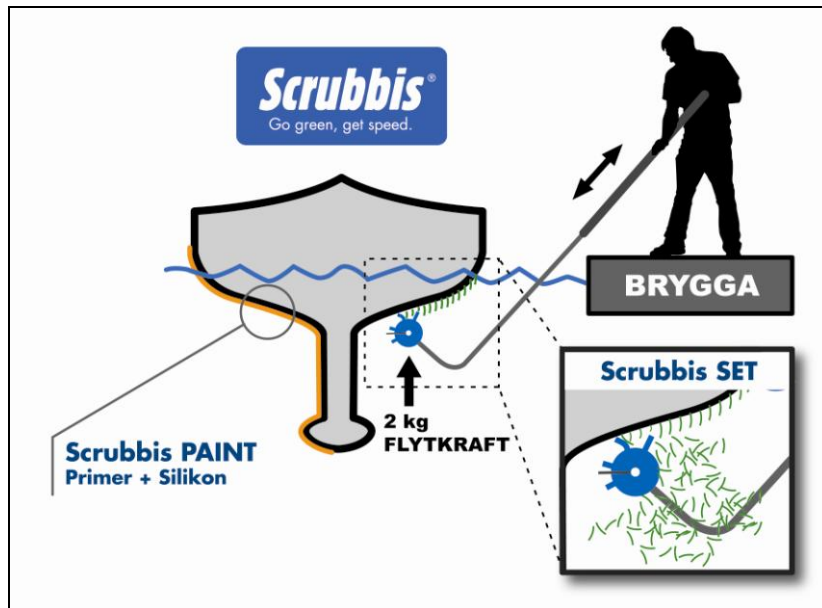 Scrubbis®
Go green, get speed.
BRYGGA
Scrubbis SET
2 kg
FLYTKRAFT
Scrubbis PAINT
Primer + Silikon